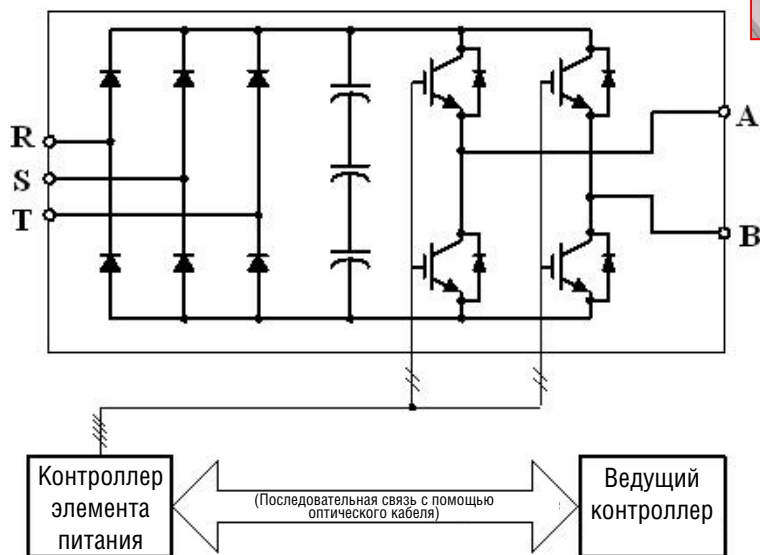 R
S
T
A
B
Контроллер
элемента
питания
(Последовательная связь с помощью
оптического кабеля)
Ведущий
контроллер